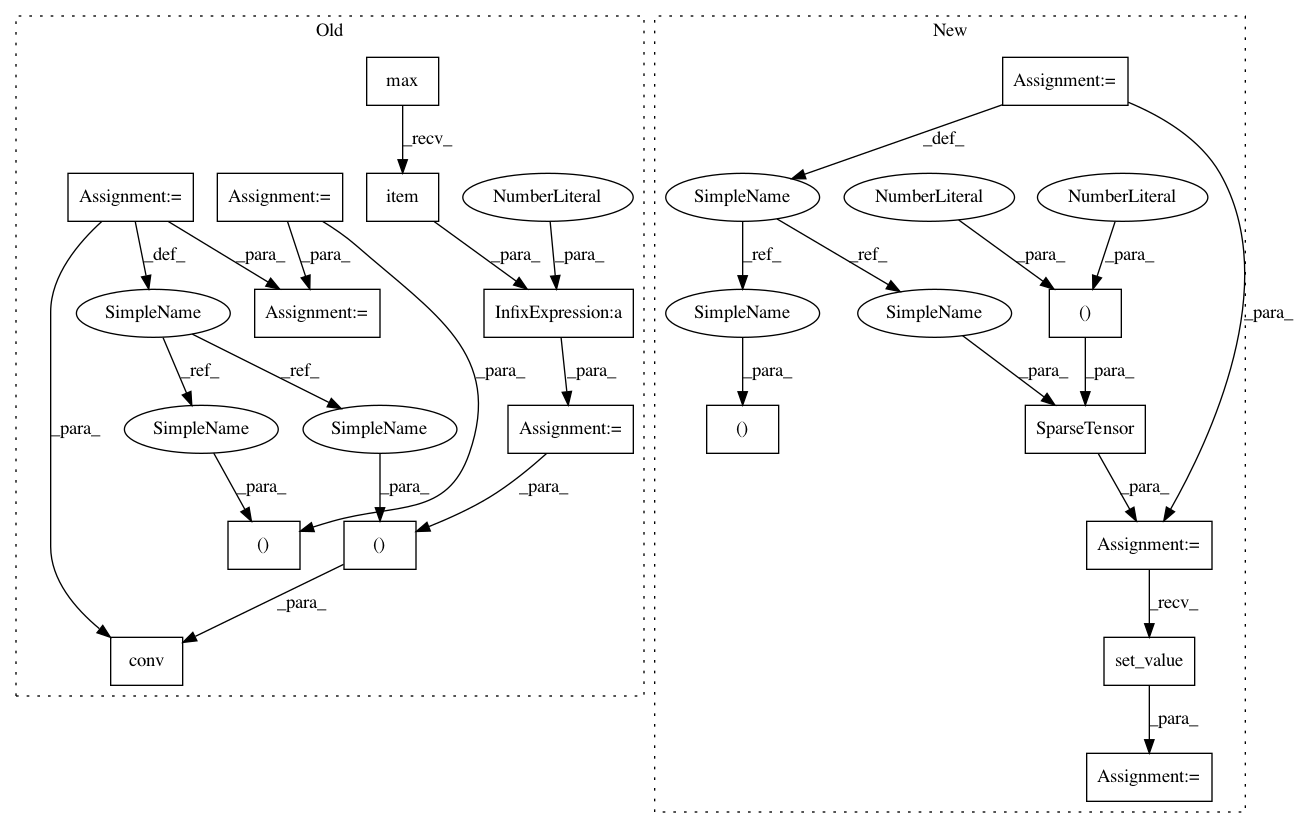 Old
New
max
Assignment:=
_recv_
_def_
Assignment:=
Assignment:=
item
NumberLiteral
SimpleName
NumberLiteral
NumberLiteral
_def_
_para_
_para_
_para_
_para_
_ref_
_ref_
_para_
_para_
SimpleName
Assignment:=
InfixExpression:a
SimpleName
SimpleName
()
_para_
_ref_
_ref_
_para_
_para_
_para_
_para_
_para_
_para_
SimpleName
SimpleName
Assignment:=
()
SparseTensor
_para_
_para_
_para_
_para_
()
()
Assignment:=
_para_
_recv_
conv
set_value
_para_
Assignment:=